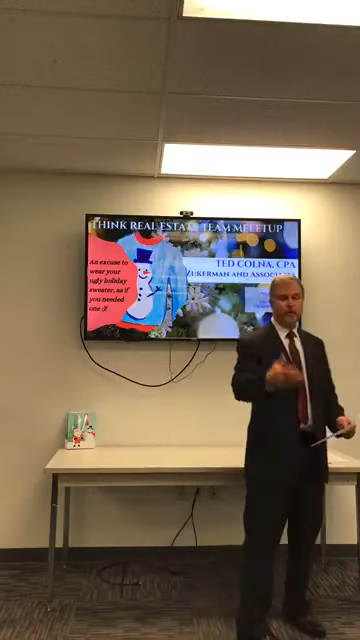 THINK REAL ESTATE TEAM MEETUP
TED COLNA, CPA
ZUKERMAN AND ASSOCIATES
An excuse to
wear your
ugly holiday
sweater, as if
you needed
one ;)!